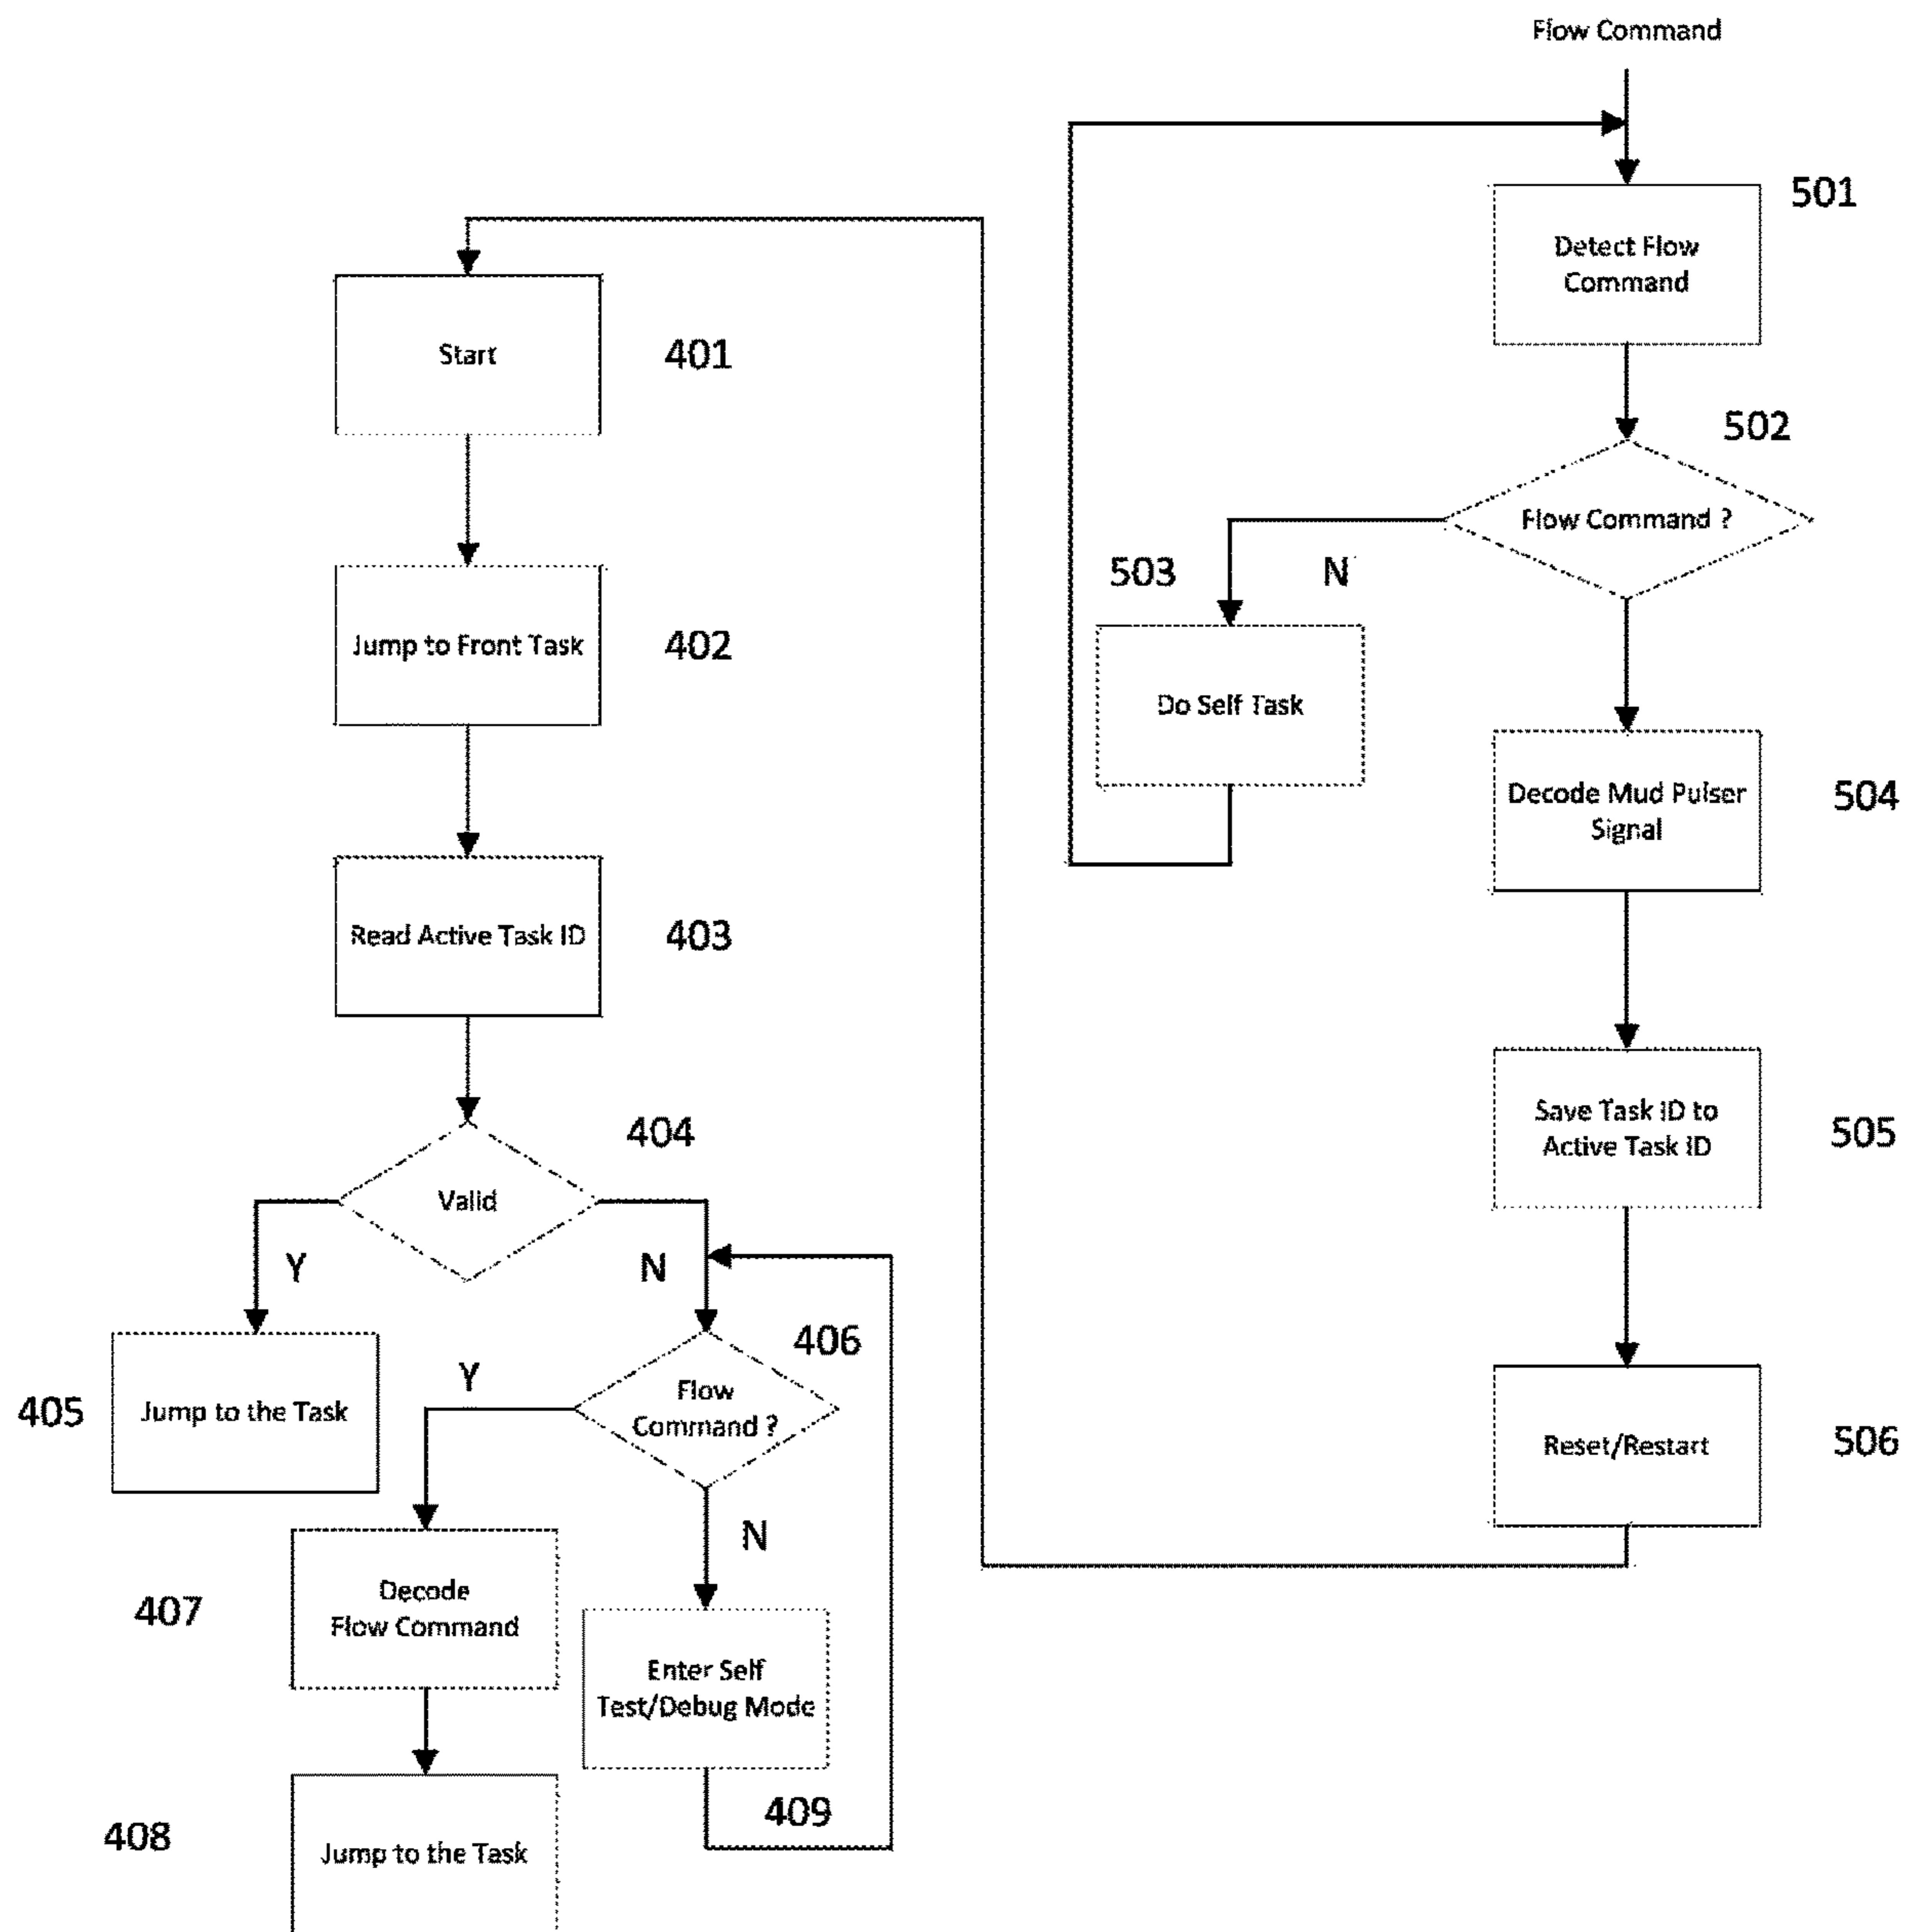 Flow Command
501
Detect Flow
Command
502
Flow Command ?
503
N
Do Self Task
504
Decode Mud Pulser
Signal
505
Save Task ID to
Active Task ID
506
Reset/Restart
Start
401
Jump to Front Task
402
Read Active Task ID
403
404
Valid
Y
N
405
Jump to the Task
406
Y
Flow
Command ?
N
407
Decode
Flow Command
Enter Self
Test/Debug Mode
409
408
Jump to the Task